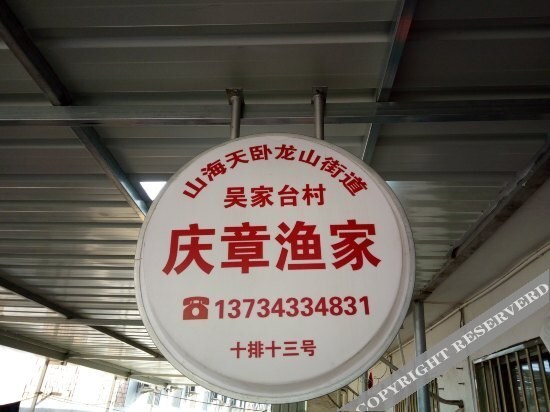 山海天卧龙山街道
吴家台村
庆章渔家
☎13734334831
十排十三号
COPYRIGHT RESERVED